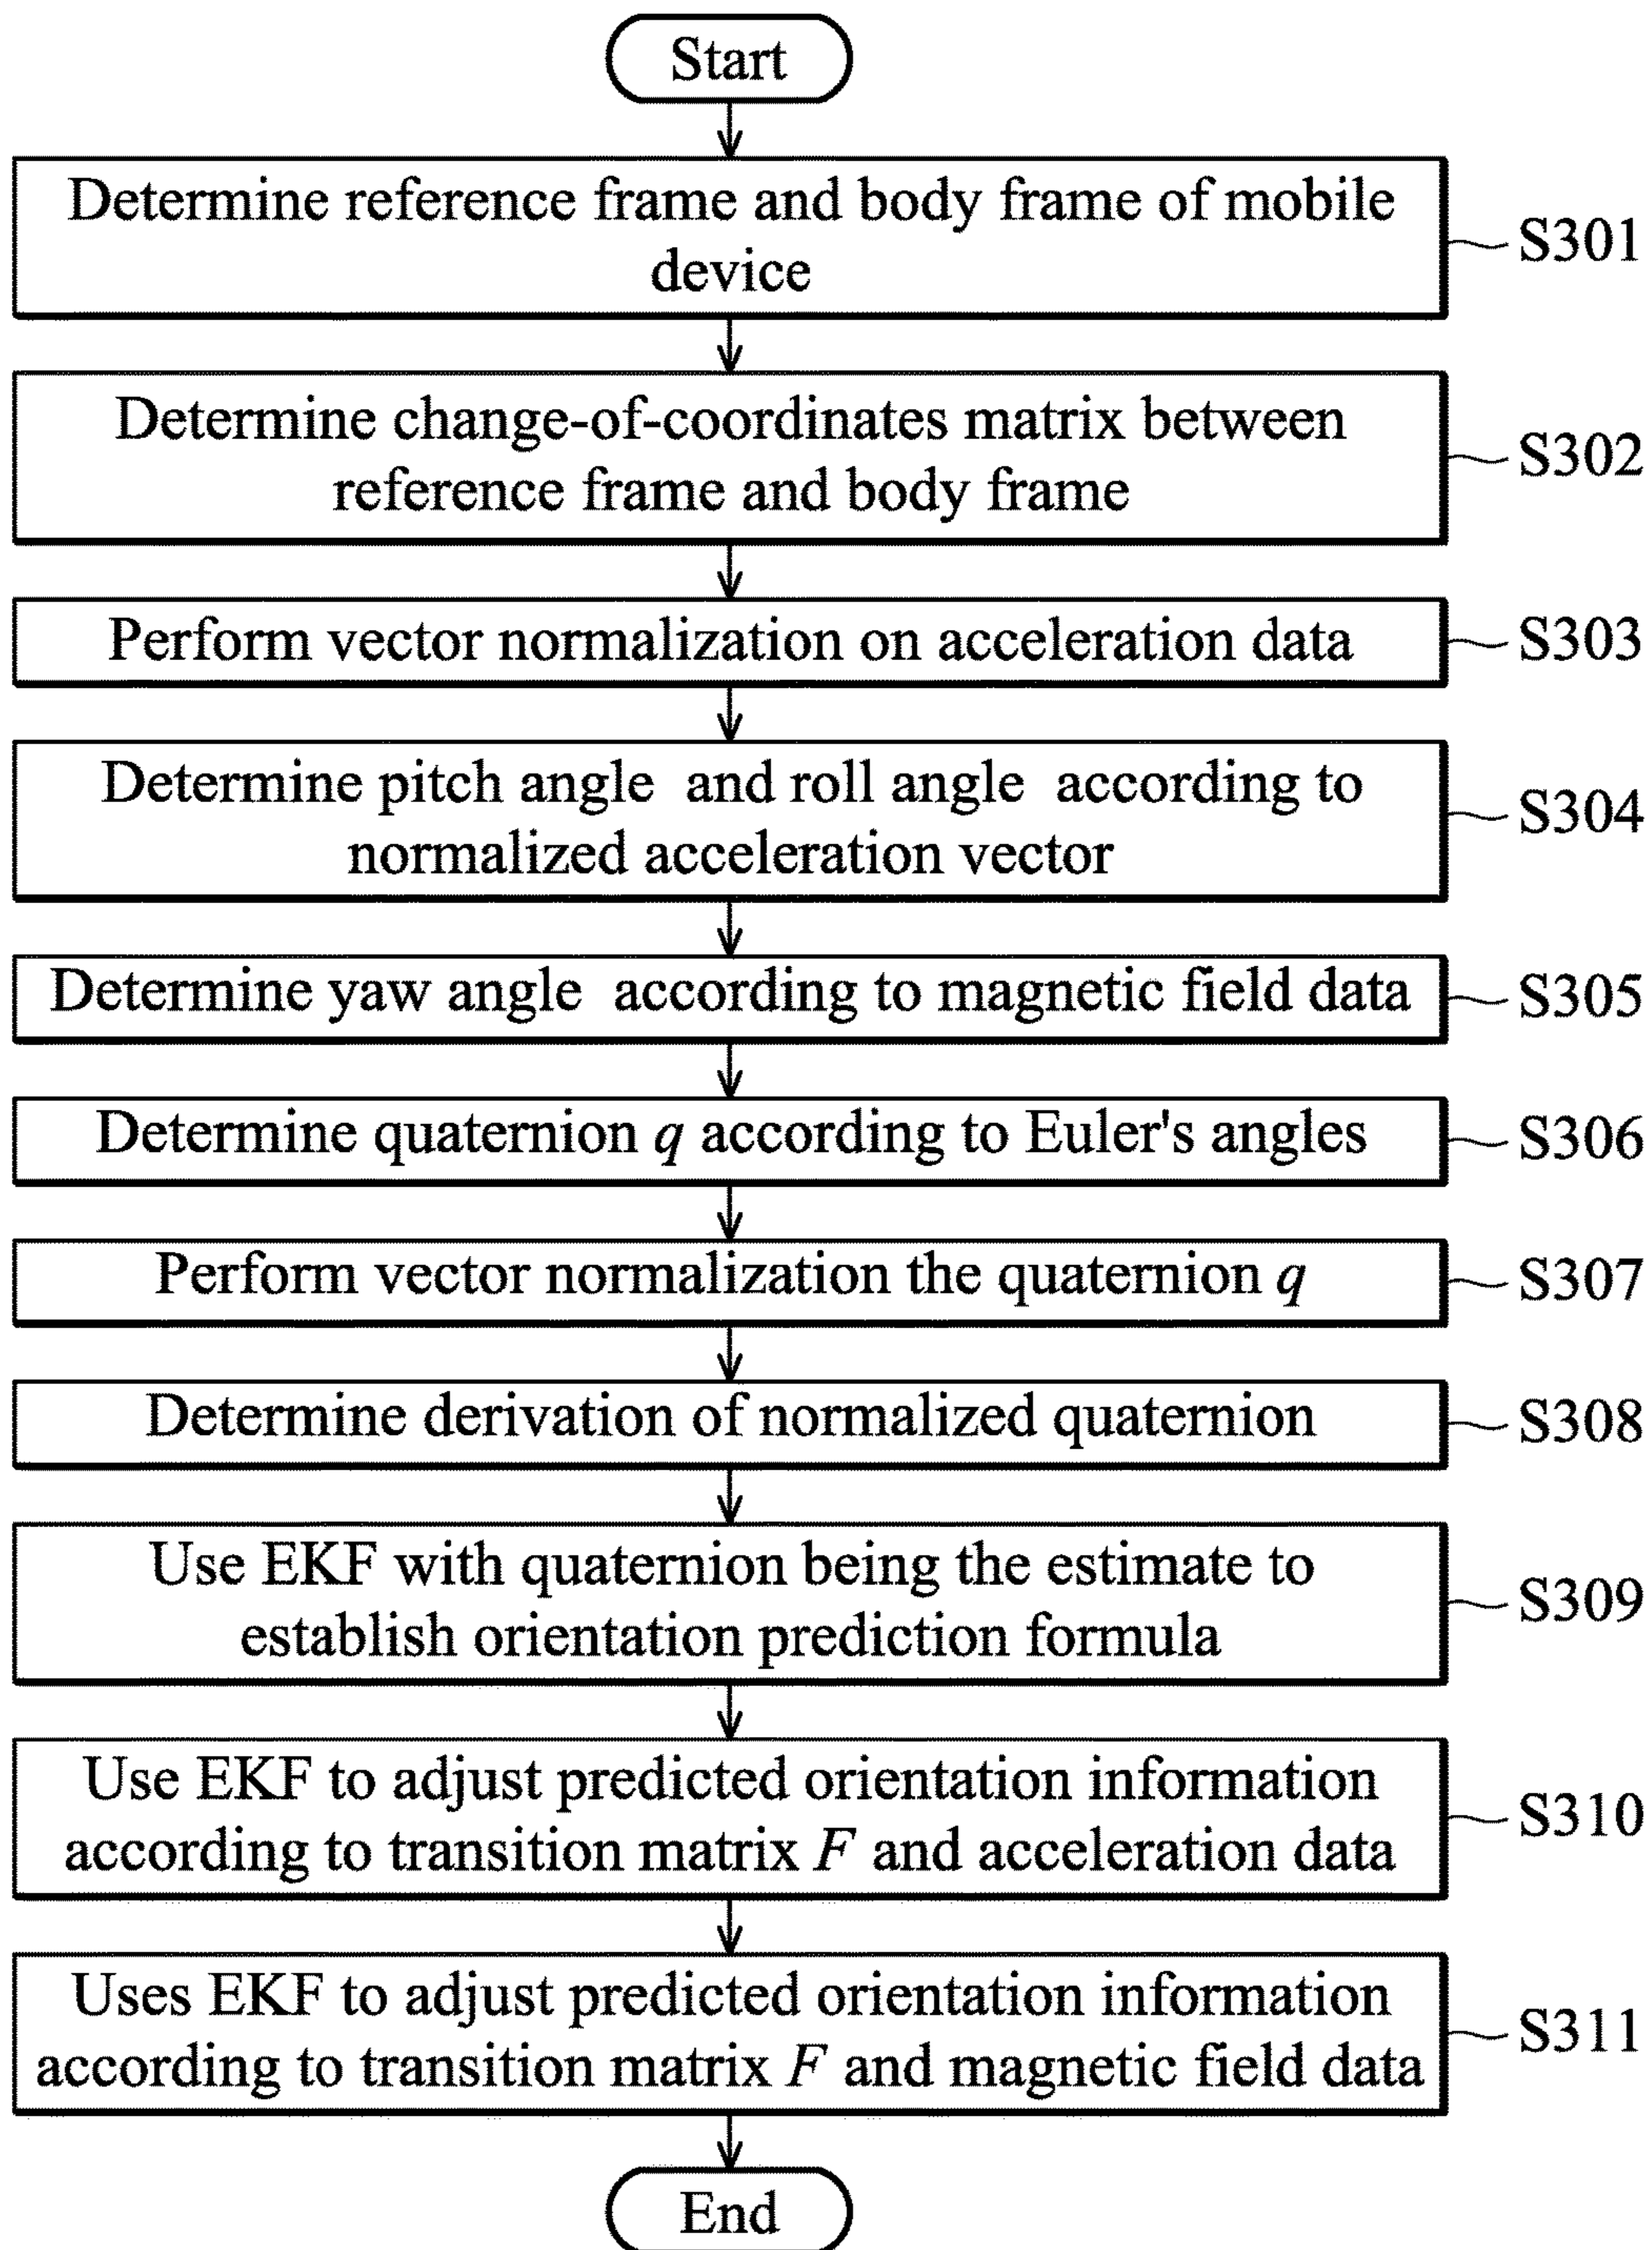 Start
Determine reference frame and body frame of mobile
device
S301
Determine change-of-coordinates matrix between
reference frame and body frame
S302
Perform vector normalization on acceleration data
S303
Determine pitch angle and roll angle according to
normalized acceleration vector
S304
Determine yaw angle according to magnetic field data
S305
Determine quaternion q according to Euler's angles
S306
Perform vector normalization the quaternion q
S307
Determine derivation of normalized quaternion
S308
Use EKF with quaternion being the estimate to
establish orientation prediction formula
S309
Use EKF to adjust predicted orientation information
according to transition matrix F and acceleration data
S310
Uses EKF to adjust predicted orientation information
according to transition matrix F and magnetic field data
S311
End